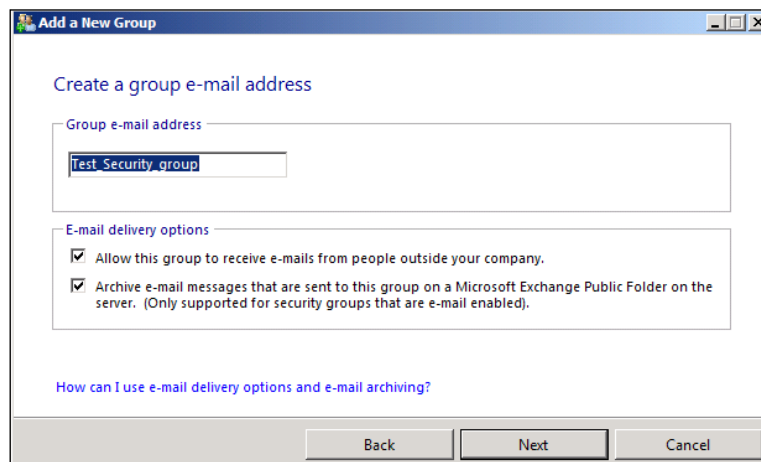 Add a New Group
Create a group e-mail address
Group e-mail address
Test_Security_group
E-mail delivery options
Allow this group to receive e-mails from people outside your company.
Archive e-mail messages that are sent to this group on a Microsoft Exchange Public Folder on the
server. (Only supported for security groups that are e-mail enabled).
How can I use e-mail delivery options and e-mail archiving?
Back Next Cancel